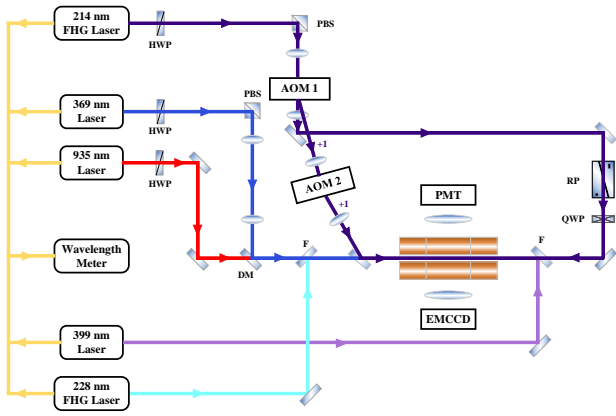 214 nm
FHG Laser
HWP
PBS
AOM 1
369 nm
Laser
HWP
PBS
935 nm
Laser
HWP
+1
AOM 2
+1
PMT
RP
QWP
Wavelength
Meter
DM
F
F
EMCCD
399 nm
Laser
228 nm
FHG Laser